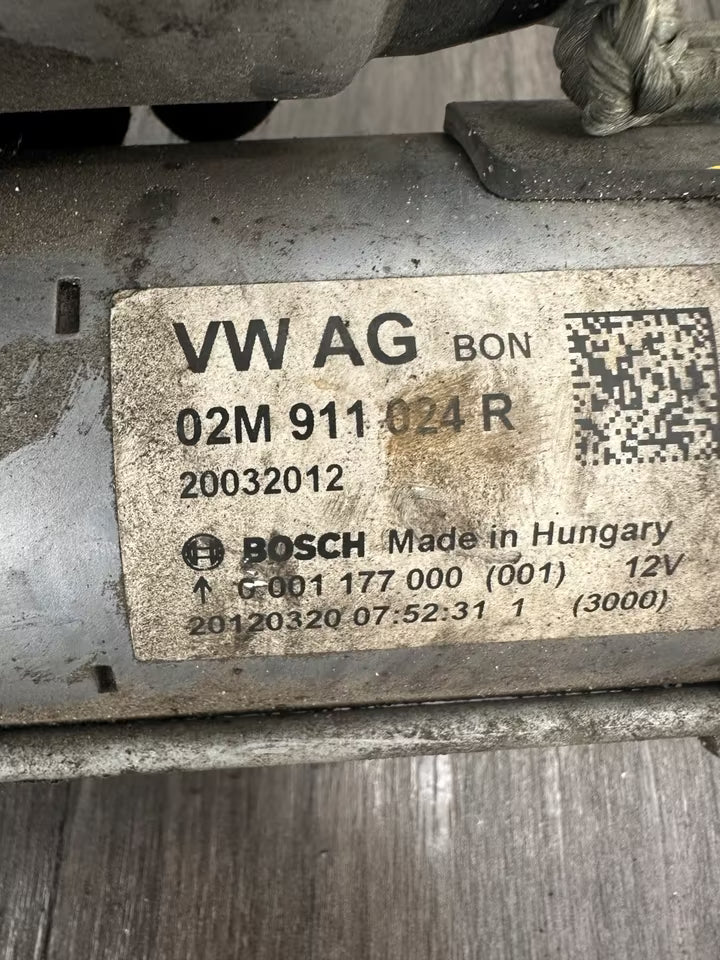 VW AG BON
02M 911 024 R
20032012
BOSCH Made in Hungary
↑ 0 001 177 000 (001) 12V
20120320 07:52:31 1 (3000)